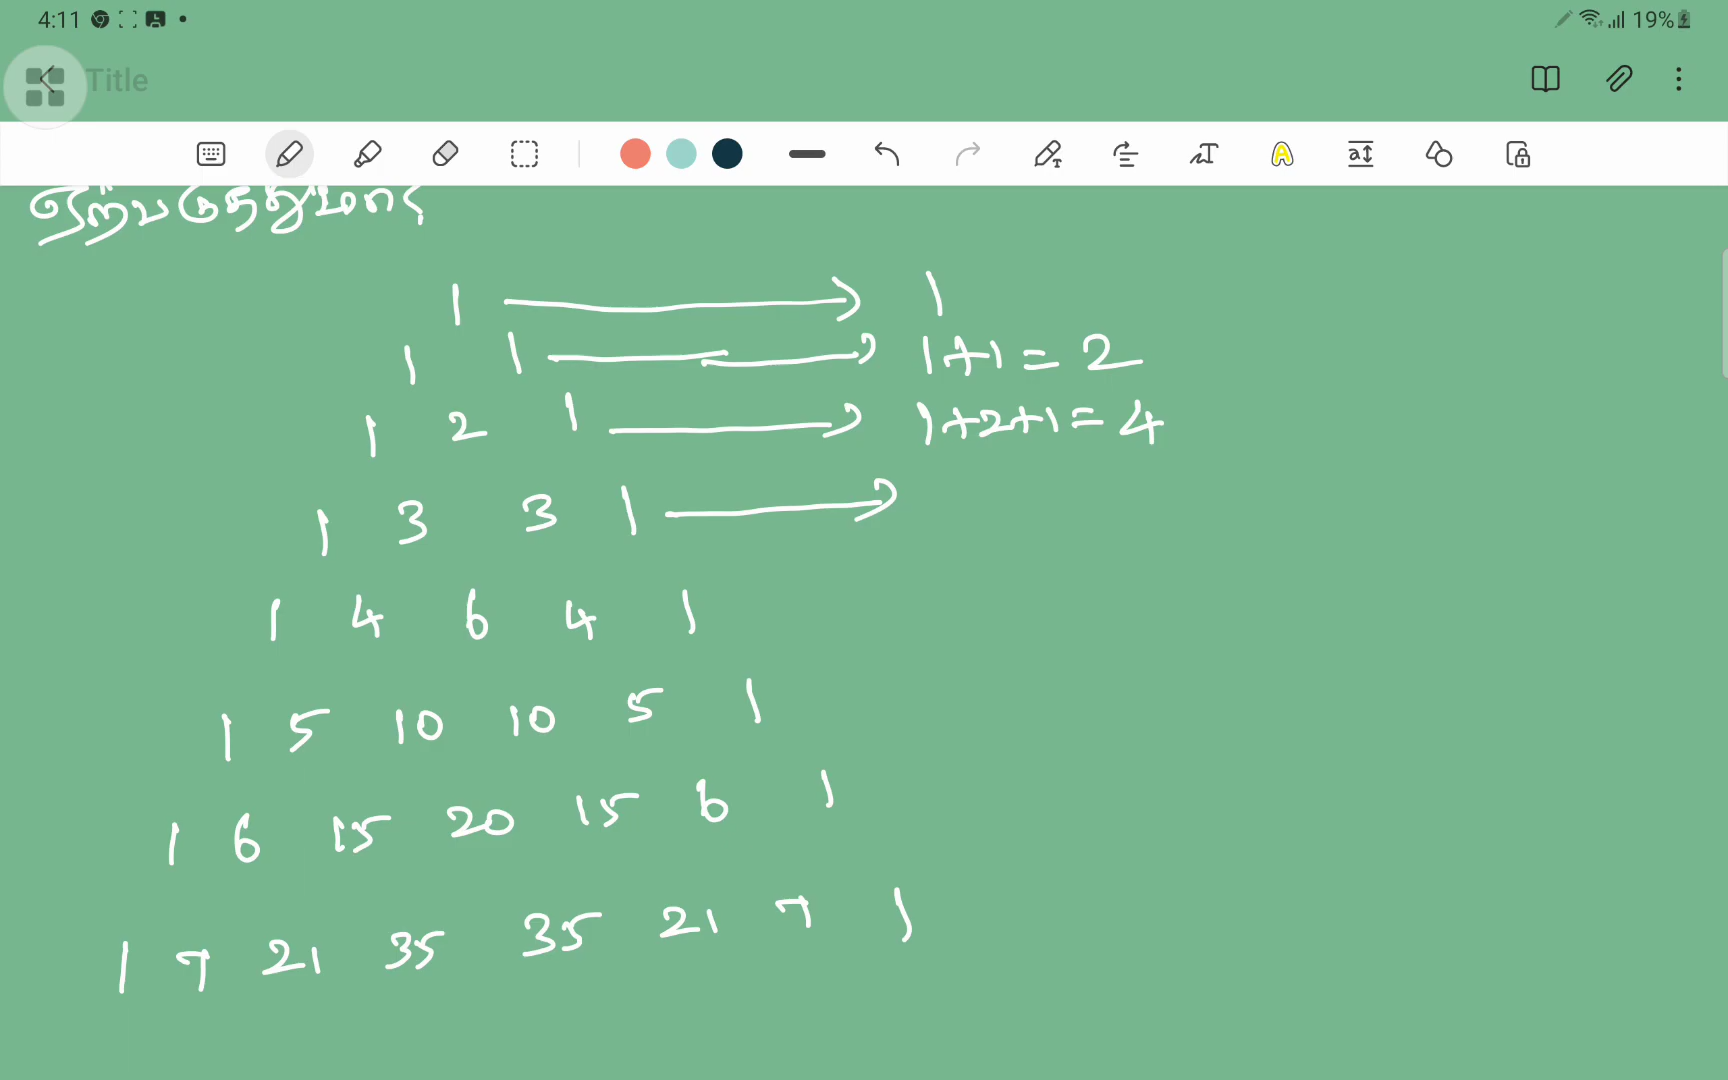 4:11 19%
Title
1 → 1
1 1 → 1+1=2
1 2 1 → 1+2+1=4
1 3 3 1 →
1 4 6 4 1
1 5 10 10 5 1
1 6 15 20 15 6 1
1 7 21 35 35 21 7 1